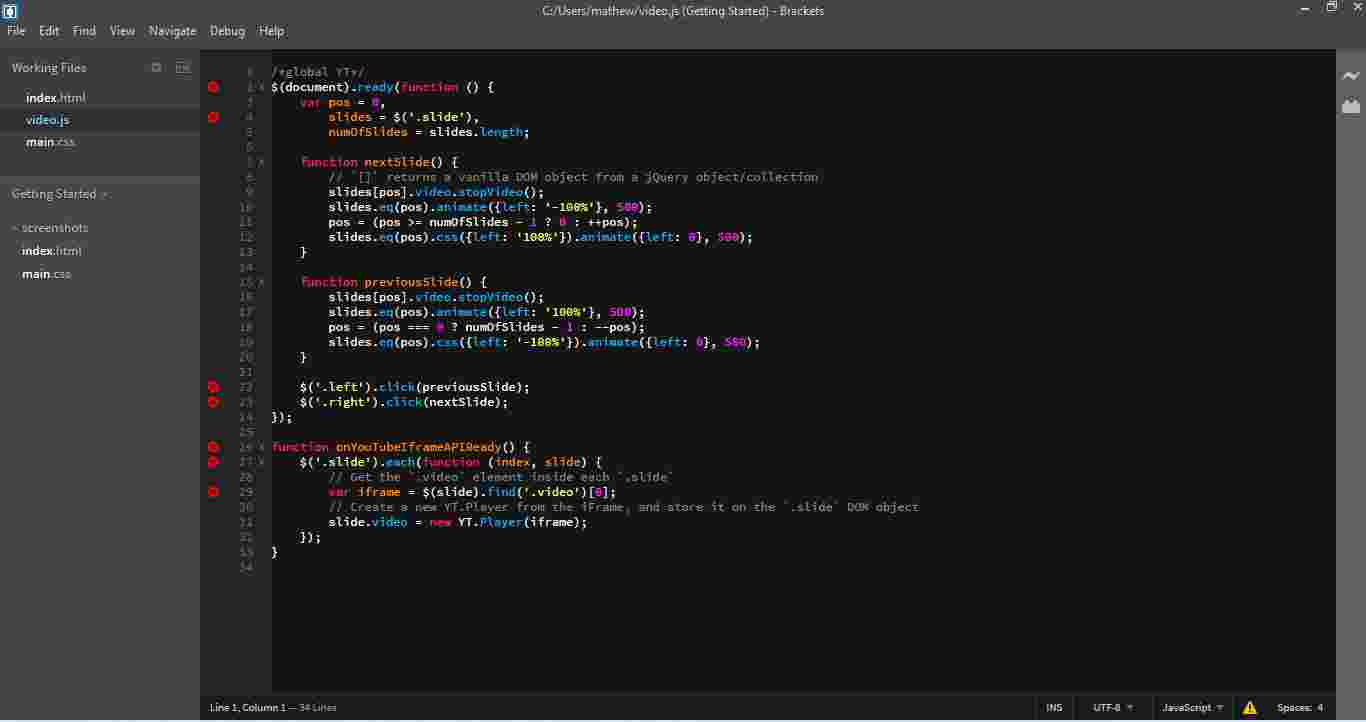 C:/Users/mathew/video.js (Getting Started) - Brackets
File Edit Find View Navigate Debug Help
Working Files
index.html
video.js
main.css
Getting Started
screenshots
index.html
main.css
1 /*global YT*/
2 $(document).ready(function () {
3 var pos = 0,
4 slides = $('.slide'),
5 numOfSlides = slides.length;
6
7 function nextSlide() {
8 // `[]` returns a vanilla DOM object from a jQuery object/collection
9 slides[pos].video.stopVideo();
10 slides.eq(pos).animate({left: '-100%'}, 500);
11 pos = (pos >= numOfSlides - 1 ? 0 : ++pos);
12 slides.eq(pos).css({left: '100%'}).animate({left: 0}, 500);
13 }
14
15 function previousSlide() {
16 slides[pos].video.stopVideo();
17 slides.eq(pos).animate({left: '100%'}, 500);
18 pos = (pos === 0 ? numOfSlides - 1 : --pos);
19 slides.eq(pos).css({left: '-100%'}).animate({left: 0}, 500);
20 }
21
22 $('.left').click(previousSlide);
23 $('.right').click(nextSlide);
24 });
25
26 function onYouTubeIframeAPIReady() {
27 $('.slide').each(function (index, slide) {
28 // Get the `.video` element inside each `.slide`
29 var iframe = $(slide).find('.video')[0];
30 // Create a new YT.Player from the iFrame, and store it on the `.slide` DOM object
31 slide.video = new YT.Player(iframe);
32 });
33 }
34
Line 1, Column 1 — 34 Lines
INS UTF-8 JavaScript Spaces: 4